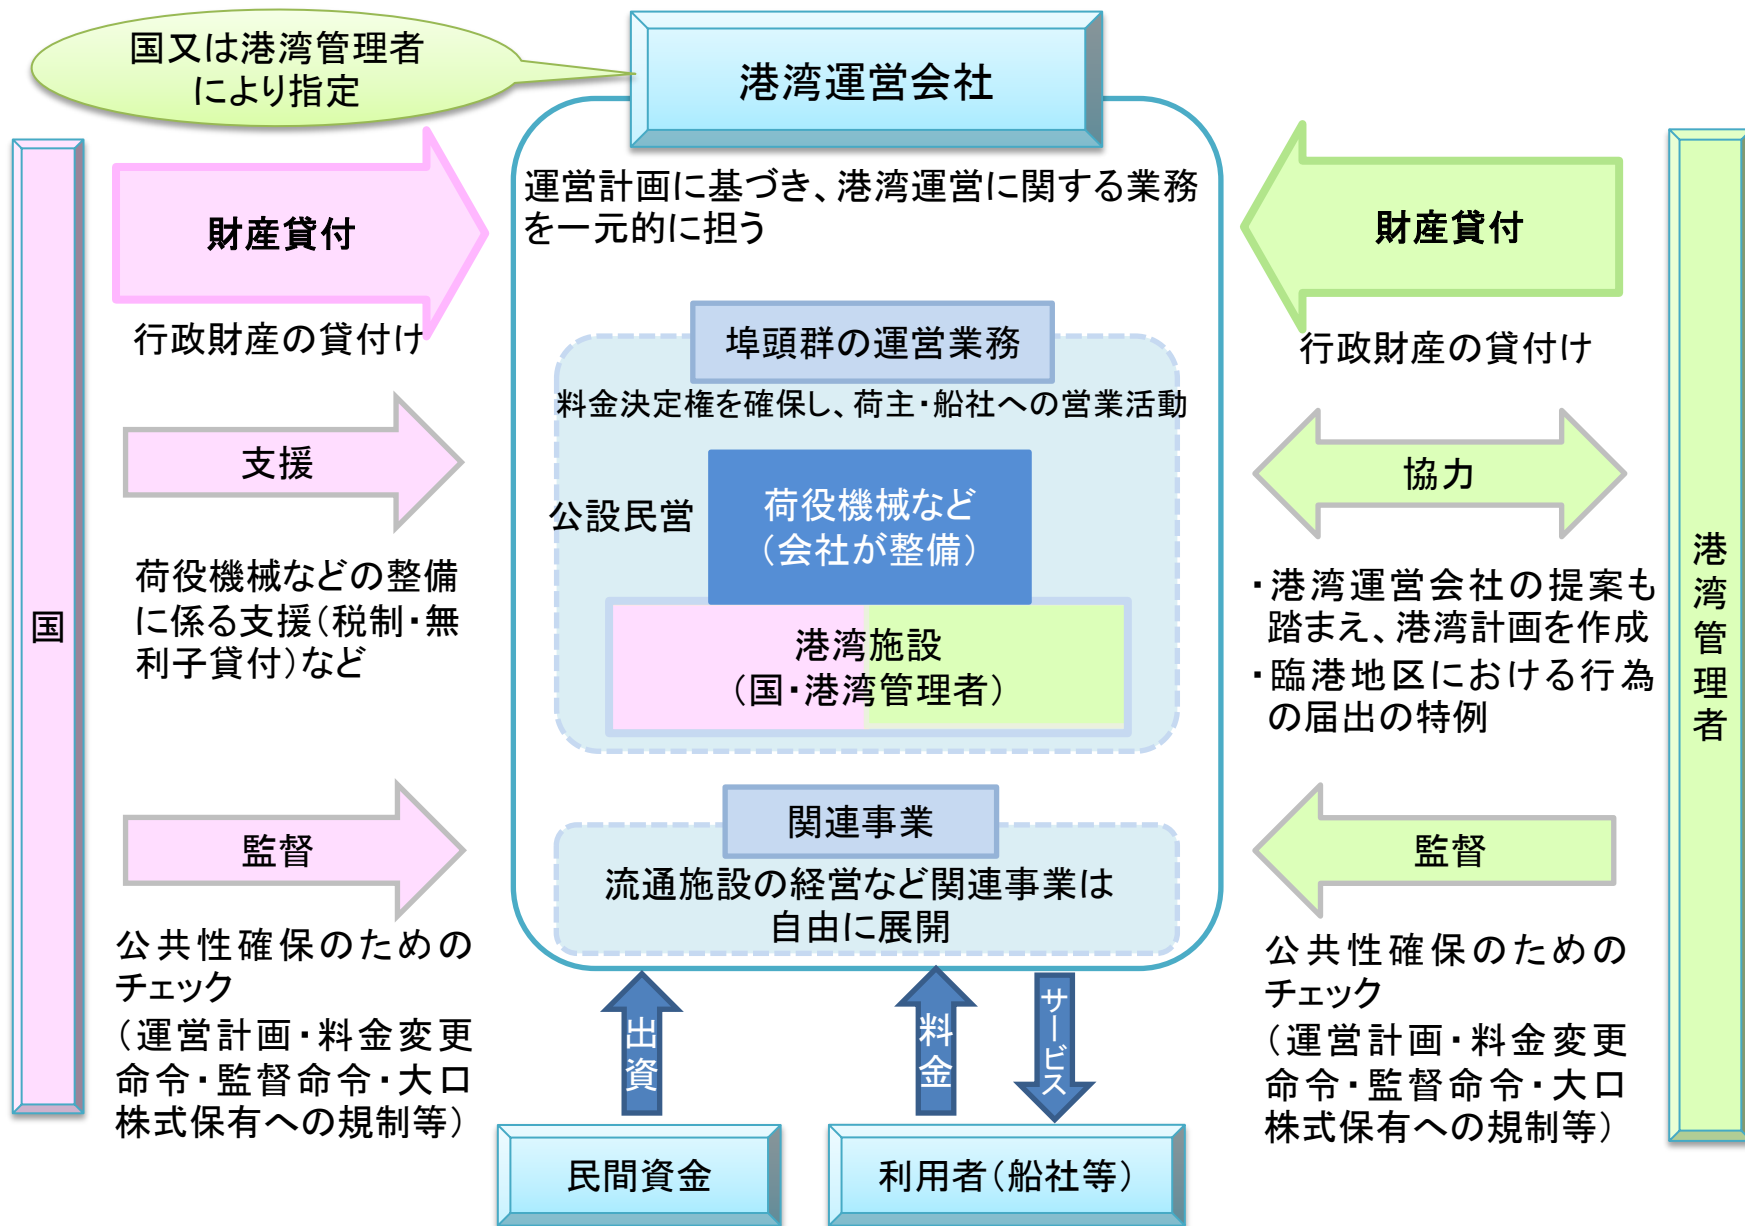 国又は港湾管理者
により指定
港湾運営会社
運営計画に基づき、港湾運営に関する業務
を一元的に担う
国
財産貸付
行政財産の貸付け
支援
荷役機械などの整備
に係る支援(税制・無
利子貸付)など
監督
公共性確保のための
チェック
(運営計画・料金変更
命令・監督命令・大口
株式保有への規制等)
埠頭群の運営業務
料金決定権を確保し、荷主・船社への営業活動
公設民営
荷役機械など
(会社が整備)
港湾施設
(国・港湾管理者)
関連事業
流通施設の経営など関連事業は
自由に展開
財産貸付
行政財産の貸付け
協力
・港湾運営会社の提案も
踏まえ、港湾計画を作成
・臨港地区における行為
の届出の特例
監督
公共性確保のための
チェック
(運営計画・料金変更
命令・監督命令・大口
株式保有への規制等)
港湾管理者
出資
料金
サービス
民間資金
利用者(船社等)